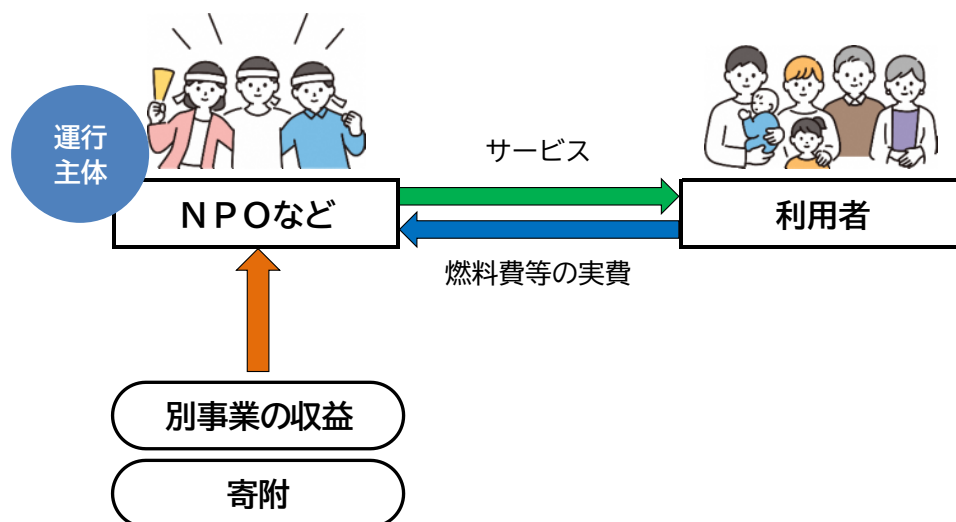 運行
主体
サービス
ＮＰＯなど
利用者
燃料費等の実費
別事業の収益
寄附